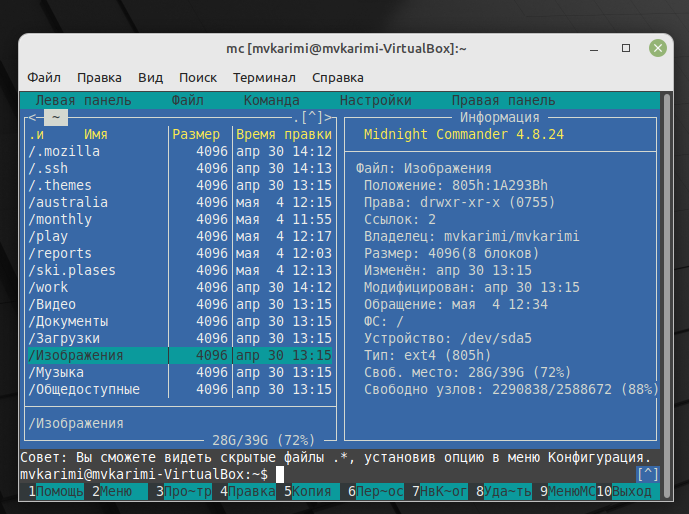 mc [mvkarimi@mvkarimi-VirtualBox]:~
Файл Правка Вид Поиск Терминал Справка
Левая панель Файл Команда Настройки Правая панель
<─ ~ .[^]>
.и Имя Размер Время правки
/.mozilla 4096 апр 30 14:12
/.ssh 4096 апр 30 14:13
/.themes 4096 апр 30 13:15
/australia 4096 мая 4 12:15
/monthly 4096 мая 4 11:55
/play 4096 мая 4 12:17
/reports 4096 мая 4 12:03
/ski.plases 4096 мая 4 12:13
/work 4096 апр 30 14:12
/Видео 4096 апр 30 13:15
/Документы 4096 апр 30 13:15
/Загрузки 4096 апр 30 13:15
/Изображения 4096 апр 30 13:15
/Музыка 4096 апр 30 13:15
/Общедоступные 4096 апр 30 13:15
/Изображения
28G/39G (72%)
Информация
Midnight Commander 4.8.24
Файл: Изображения
Положение: 805h:1A293Bh
Права: drwxr-xr-x (0755)
Ссылок: 2
Владелец: mvkarimi/mvkarimi
Размер: 4096(8 блоков)
Изменён: апр 30 13:15
Модифицирован: апр 30 13:15
Обращение: мая 4 12:34
ФС: /
Устройство: /dev/sda5
Тип: ext4 (805h)
Своб. место: 28G/39G (72%)
Свободно узлов: 2290838/2588672 (88%)
Совет: Вы сможете видеть скрытые файлы .*, установив опцию в меню Конфигурация.
mvkarimi@mvkarimi-VirtualBox:~$ [^]
1Помощь 2Меню 3Про~тр 4Правка 5Копия 6Пер~ос 7НвК~ог 8Уда~ть 9МенюMC 10Выход